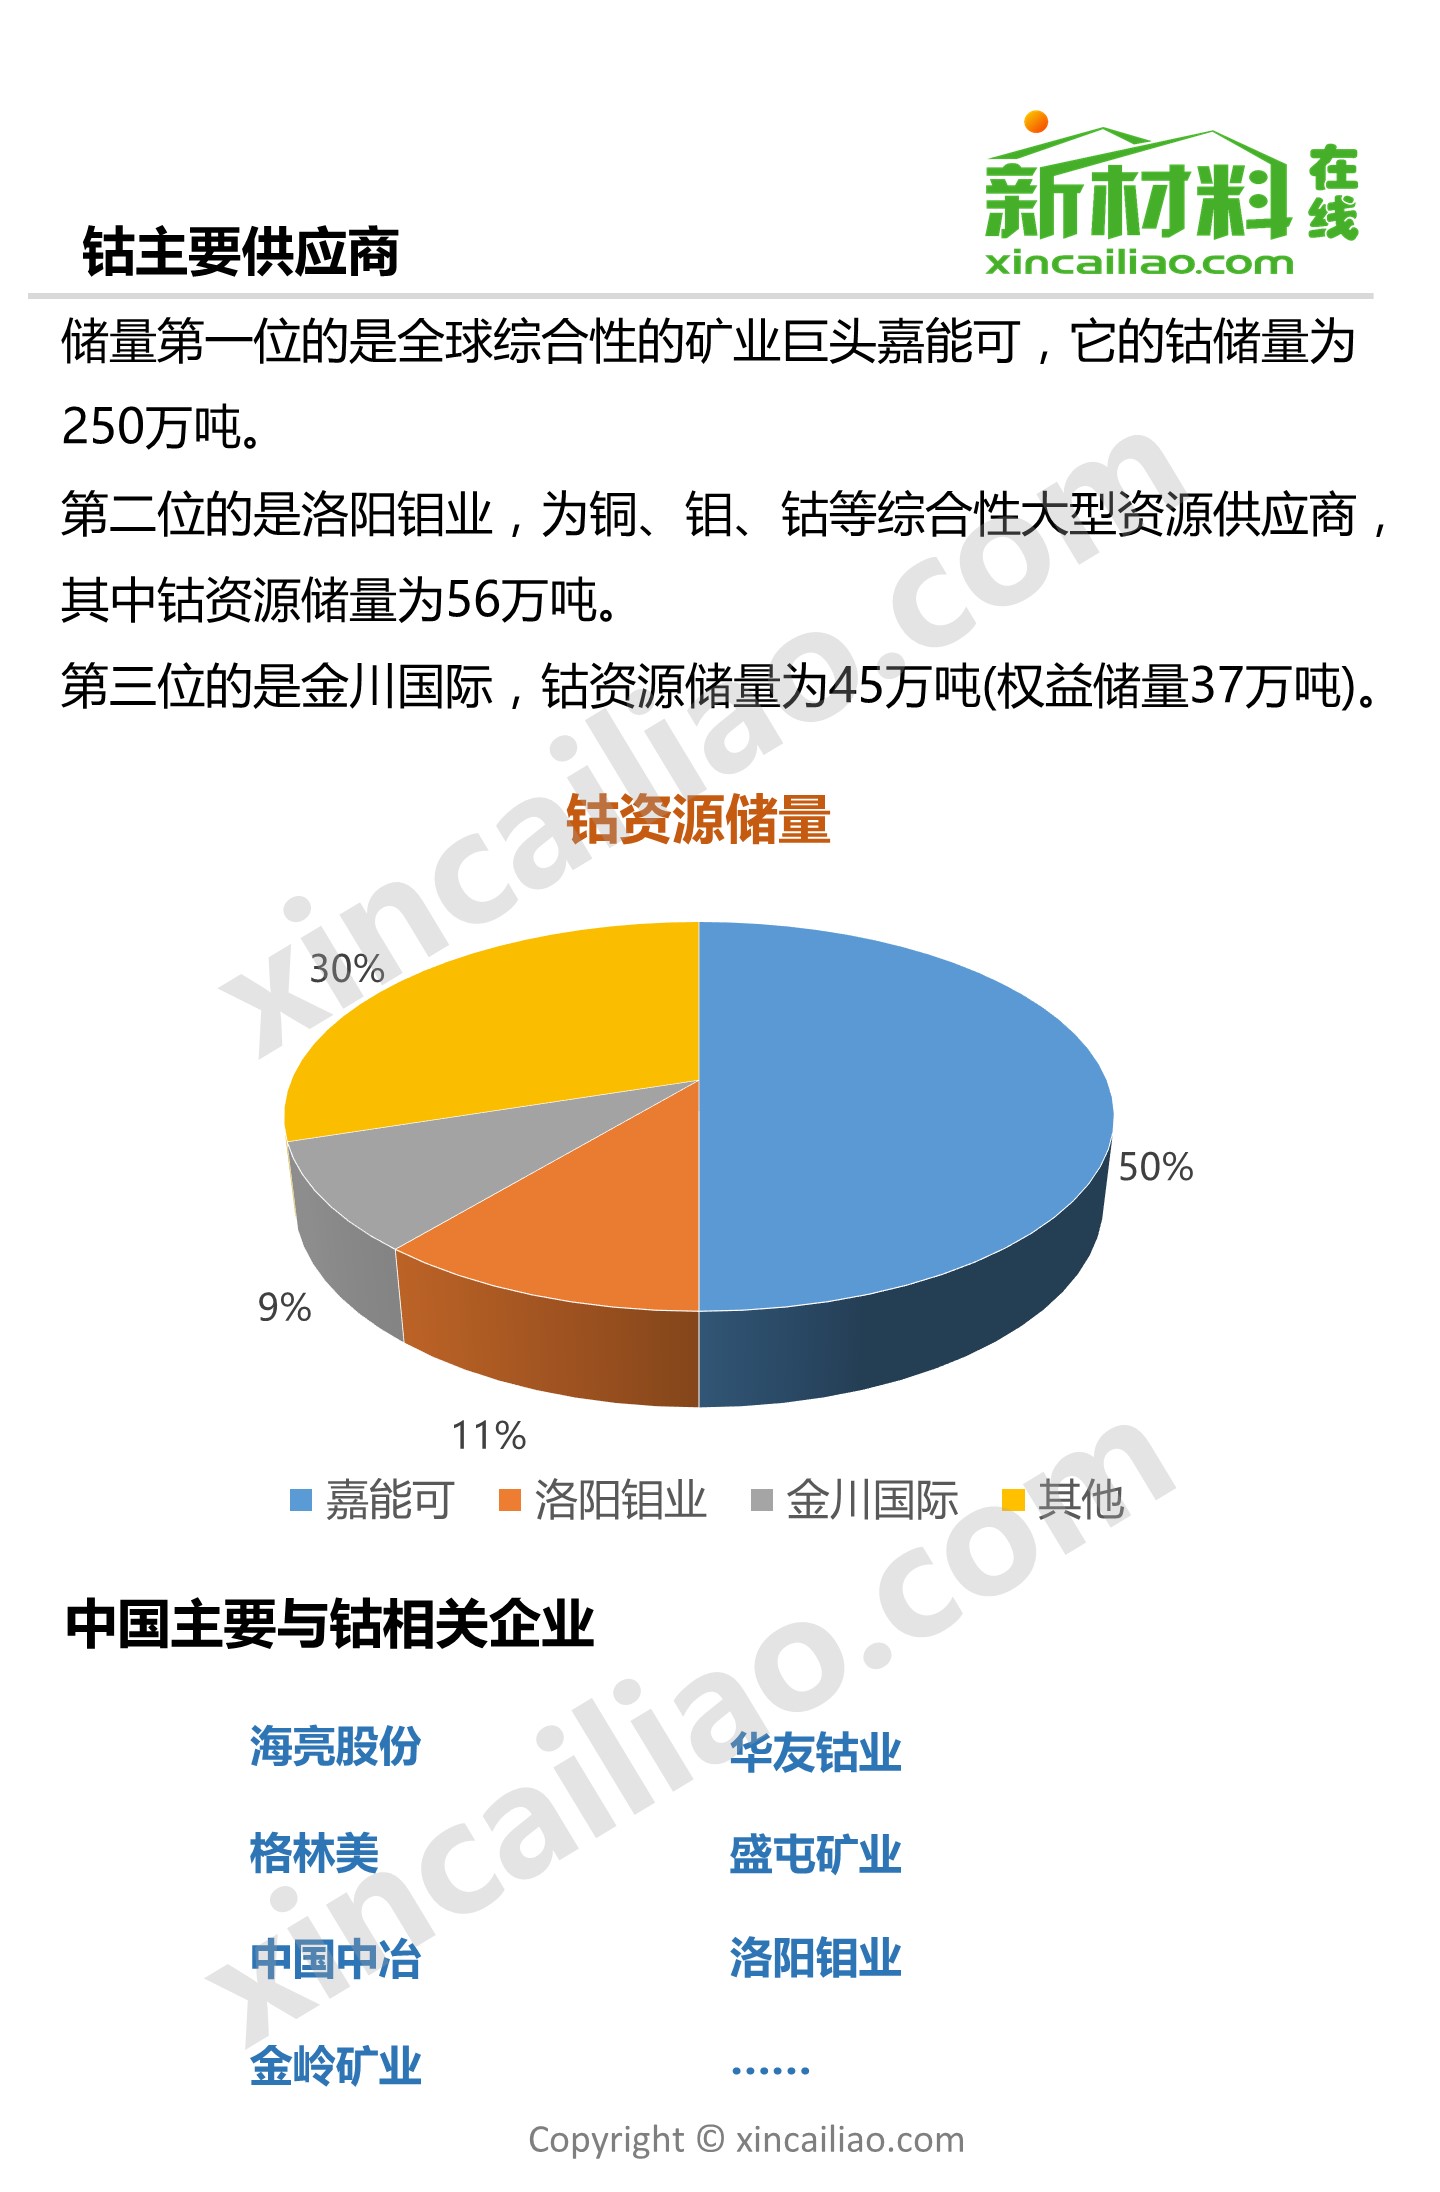 新材料在线
xincailiao.com
钴主要供应商
储量第一位的是全球综合性的矿业巨头嘉能可，它的钴储量为
250万吨。
第二位的是洛阳钼业，为铜、钼、钴等综合性大型资源供应商，
其中钴资源储量为56万吨。
第三位的是金川国际，钴资源储量为45万吨(权益储量37万吨)。
xincailiao.com
钴资源储量
30%
50%
9%
11%
嘉能可 洛阳钼业 金川国际 其他
中国主要与钴相关企业
xincailiao.com
海亮股份 华友钴业
格林美 盛屯矿业
中国中冶 洛阳钼业
金岭矿业 ……
Copyright © xincailiao.com